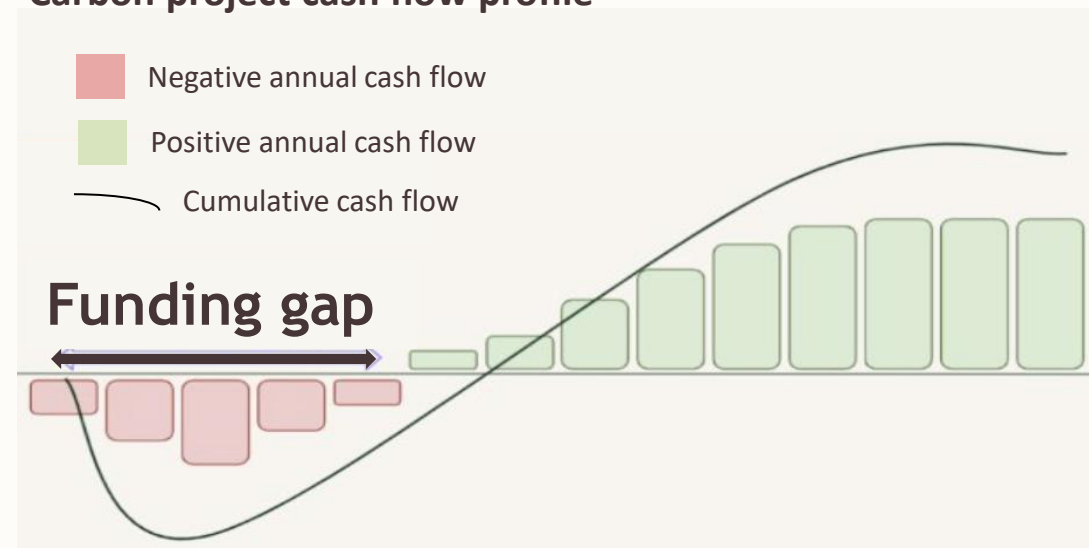 Carbon project cash flow profile
Negative annual cash flow
Positive annual cash flow
Cumulative cash flow
Funding gap